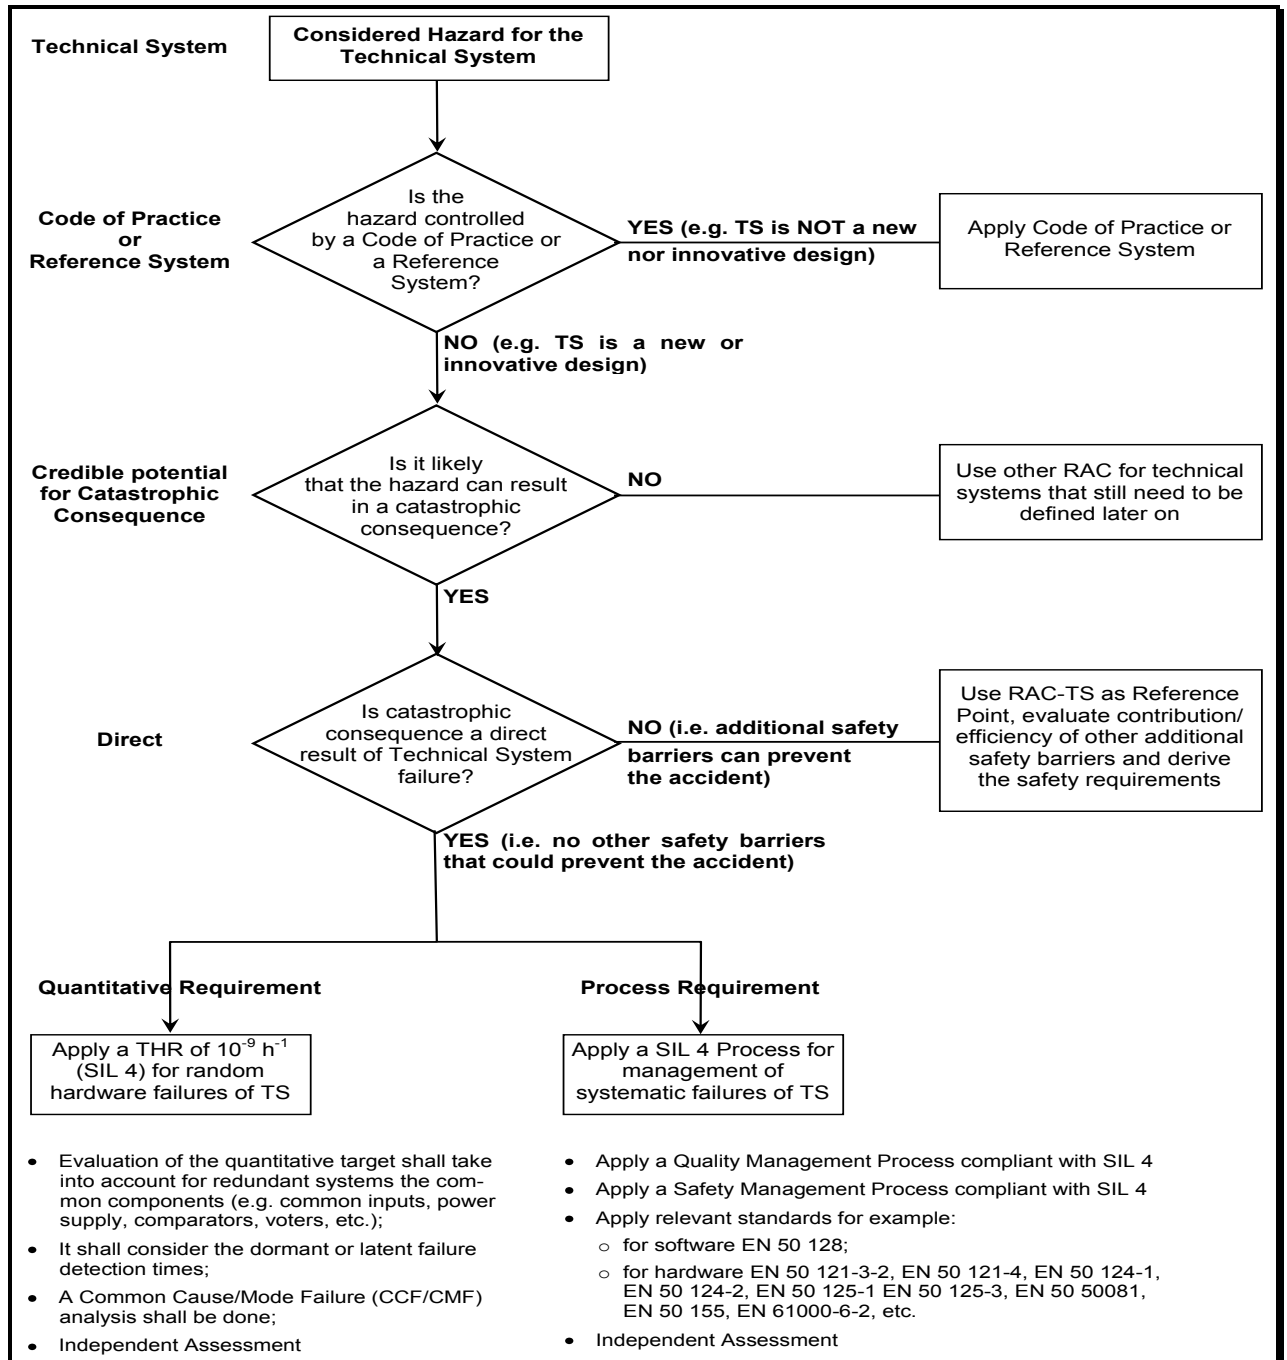 Technical System
Considered Hazard for the
Technical System
Code of Practice
or
Reference System
Is the
hazard controlled
by a Code of Practice or
a Reference
System?
YES (e.g. TS is NOT a new
nor innovative design)
Apply Code of Practice or
Reference System
NO (e.g. TS is a new or
innovative design)
Credible potential
for Catastrophic
Consequence
Is it likely
that the hazard can result
in a catastrophic
consequence?
NO
Use other RAC for technical
systems that still need to be
defined later on
YES
Direct
Is catastrophic
consequence a direct
result of Technical System
failure?
NO (i.e. additional safety
barriers can prevent
the accident)
Use RAC-TS as Reference
Point, evaluate contribution/
efficiency of other additional
safety barriers and derive
the safety requirements
YES (i.e. no other safety barriers
that could prevent the accident)
Quantitative Requirement
Apply a THR of 10⁻⁹ h⁻¹
(SIL 4) for random
hardware failures of TS
• Evaluation of the quantitative target shall take
into account for redundant systems the com-
mon components (e.g. common inputs, power
supply, comparators, voters, etc.);
• It shall consider the dormant or latent failure
detection times;
• A Common Cause/Mode Failure (CCF/CMF)
analysis shall be done;
• Independent Assessment
Process Requirement
Apply a SIL 4 Process for
management of
systematic failures of TS
• Apply a Quality Management Process compliant with SIL 4
• Apply a Safety Management Process compliant with SIL 4
• Apply relevant standards for example:
o for software EN 50 128;
o for hardware EN 50 121-3-2, EN 50 121-4, EN 50 124-1,
EN 50 124-2, EN 50 125-1 EN 50 125-3, EN 50 50081,
EN 50 155, EN 61000-6-2, etc.
• Independent Assessment